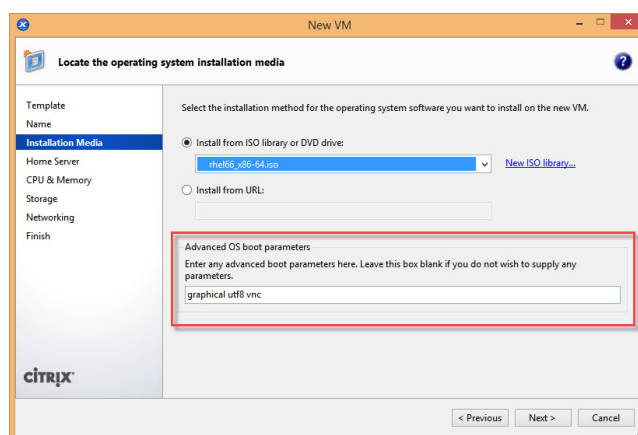 New VM
Locate the operating system installation media
Template
Name
Installation Media
Home Server
CPU & Memory
Storage
Networking
Finish
Select the installation method for the operating system software you want to install on the new VM.
Install from ISO library or DVD drive:
rhel66_x86-64.iso
New ISO library...
Install from URL:
Advanced OS boot parameters
Enter any advanced boot parameters here. Leave this box blank if you do not wish to supply any
parameters.
graphical utf8 vnc
CITRIX
< Previous
Next >
Cancel